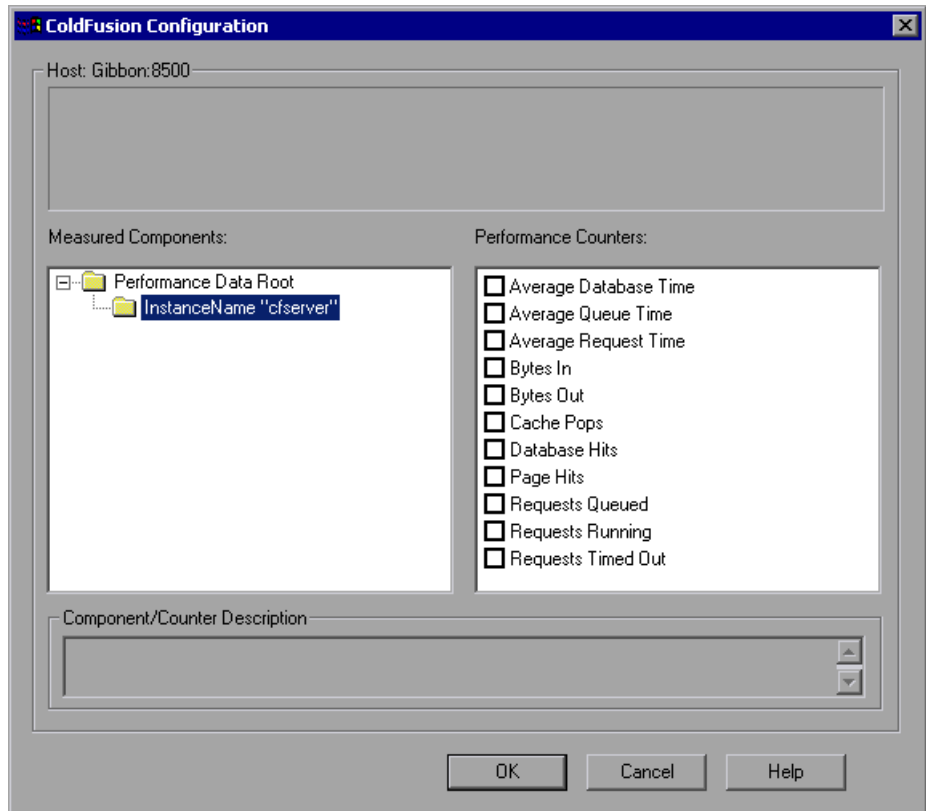 ColdFusion Configuration
Host: Gibbon:8500
Measured Components:
Performance Counters:
Performance Data Root
InstanceName "cfserver"
Average Database Time
Average Queue Time
Average Request Time
Bytes In
Bytes Out
Cache Pops
Database Hits
Page Hits
Requests Queued
Requests Running
Requests Timed Out
Component/Counter Description
OK
Cancel
Help